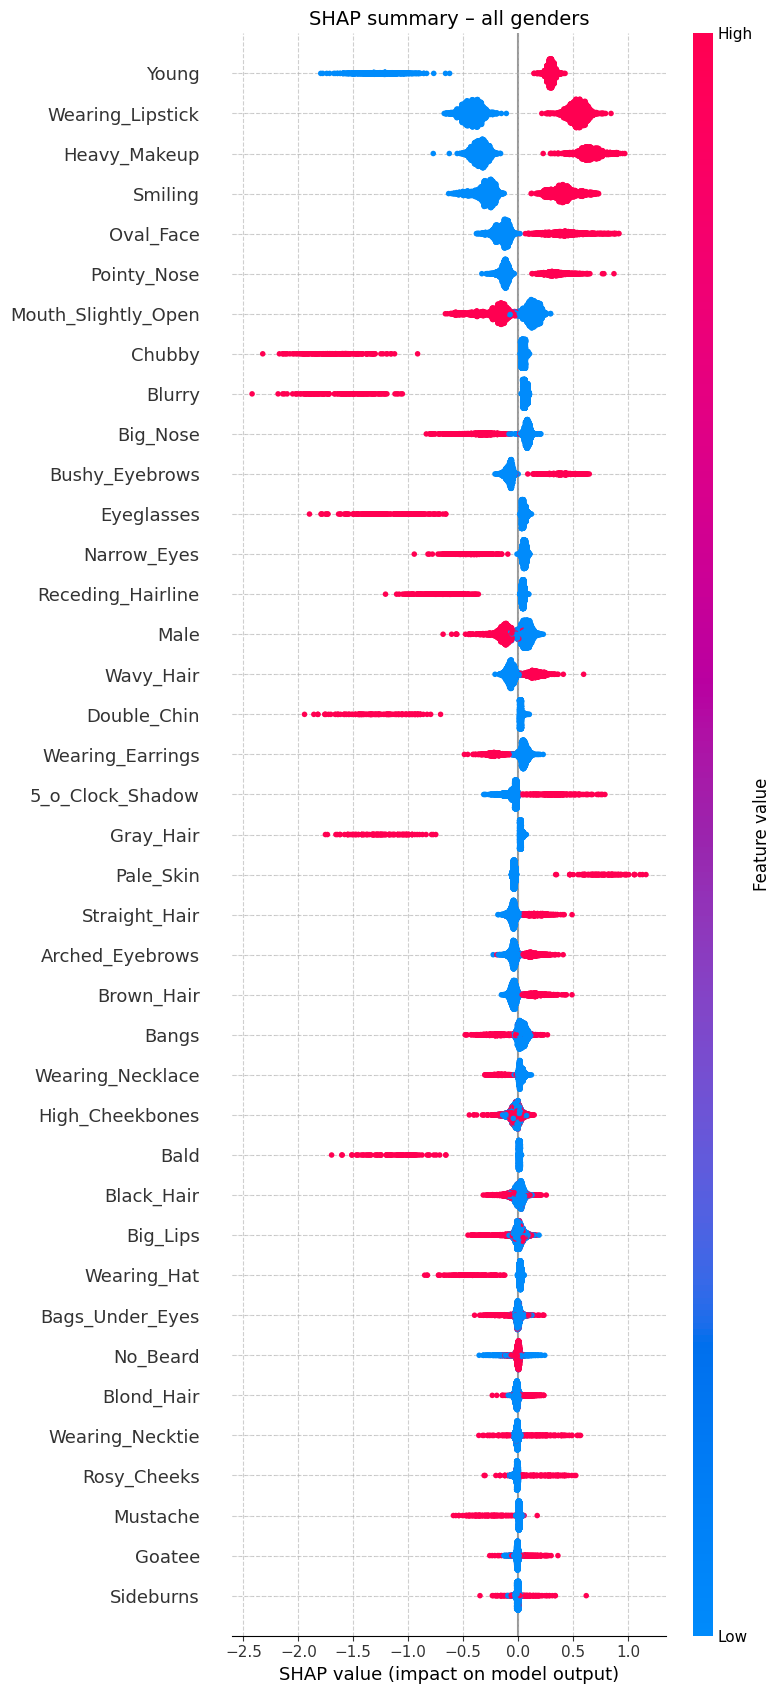 SHAP summary – all genders
High
Young
Wearing_Lipstick
Heavy_Makeup
Smiling
Oval_Face
Pointy_Nose
Mouth_Slightly_Open
Chubby
Blurry
Big_Nose
Bushy_Eyebrows
Eyeglasses
Narrow_Eyes
Receding_Hairline
Male
Wavy_Hair
Double_Chin
Wearing_Earrings
5_o_Clock_Shadow
Gray_Hair
Pale_Skin
Straight_Hair
Arched_Eyebrows
Brown_Hair
Bangs
Wearing_Necklace
High_Cheekbones
Bald
Black_Hair
Big_Lips
Wearing_Hat
Bags_Under_Eyes
No_Beard
Blond_Hair
Wearing_Necktie
Rosy_Cheeks
Mustache
Goatee
Sideburns
Feature value
Low
−2.5 −2.0 −1.5 −1.0 −0.5 0.0 0.5 1.0
SHAP value (impact on model output)